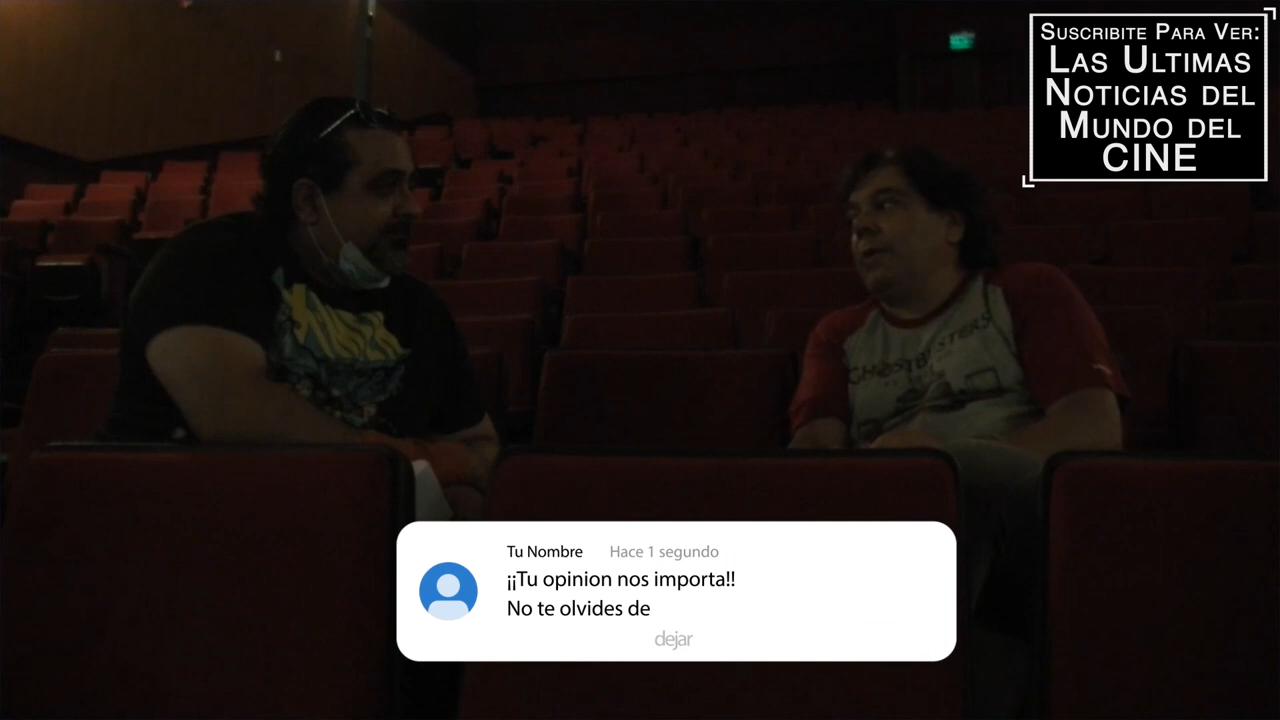 SUSCRIBITE PARA VER:
LAS ULTIMAS
NOTICIAS DEL
MUNDO DEL
CINE
GHOSTBUSTERS
Tu Nombre Hace 1 segundo
¡¡Tu opinion nos importa!!
No te olvides de
dejar